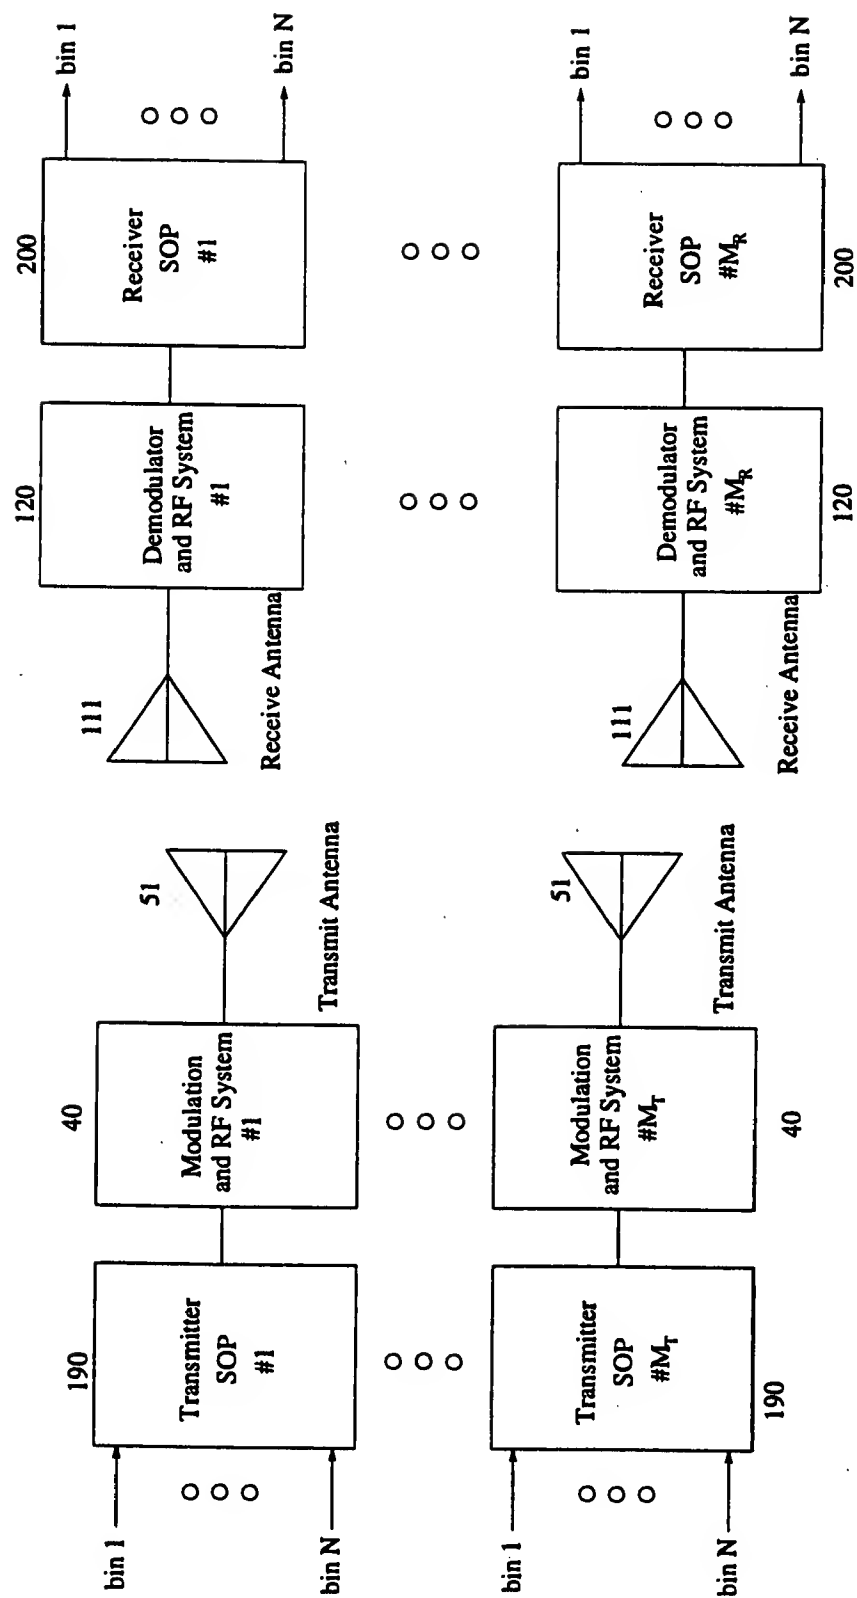 bin 1
bin N
190
Transmitter
SOP
#1
40
Modulation
and RF System
#1
51
Transmit Antenna
111
Receive Antenna
120
Demodulator
and RF System
#1
200
Receiver
SOP
#1
bin 1
bin N
bin 1
bin N
Transmitter
SOP
#M_T
190
Modulation
and RF System
#M_T
40
51
Transmit Antenna
111
Receive Antenna
Demodulator
and RF System
#M_R
120
Receiver
SOP
#M_R
200
bin 1
bin N